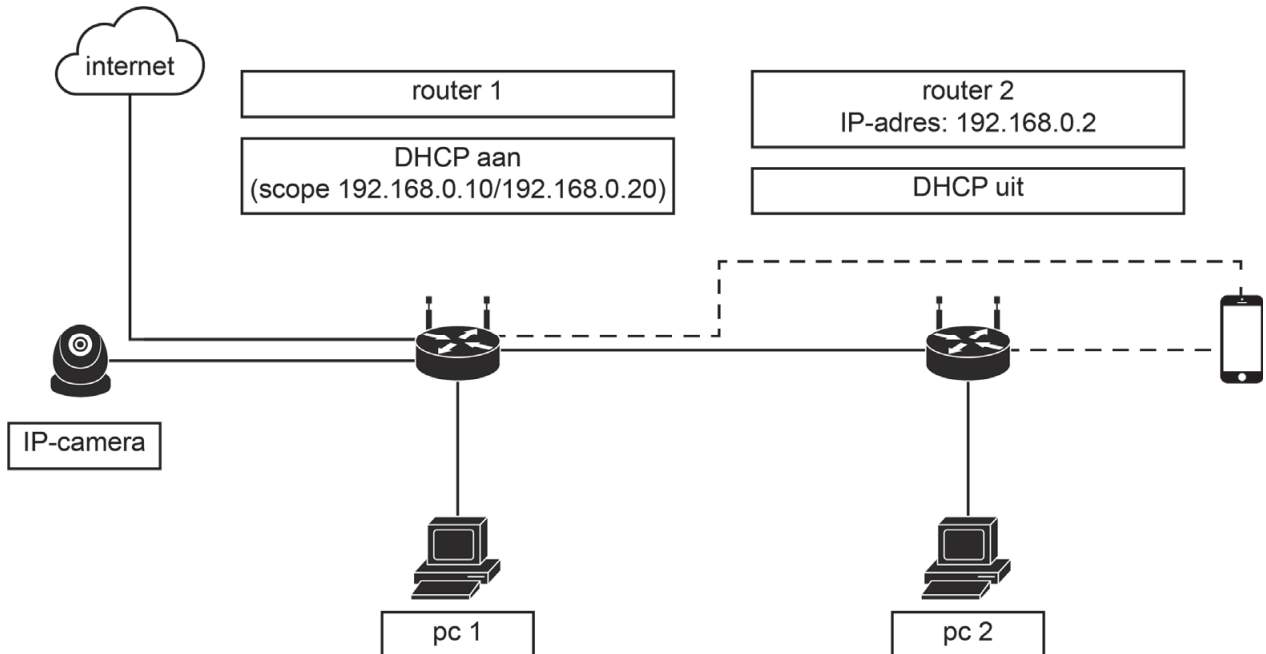 internet
router 1
DHCP aan
(scope 192.168.0.10/192.168.0.20)
router 2
IP-adres: 192.168.0.2
DHCP uit
IP-camera
pc 1
pc 2